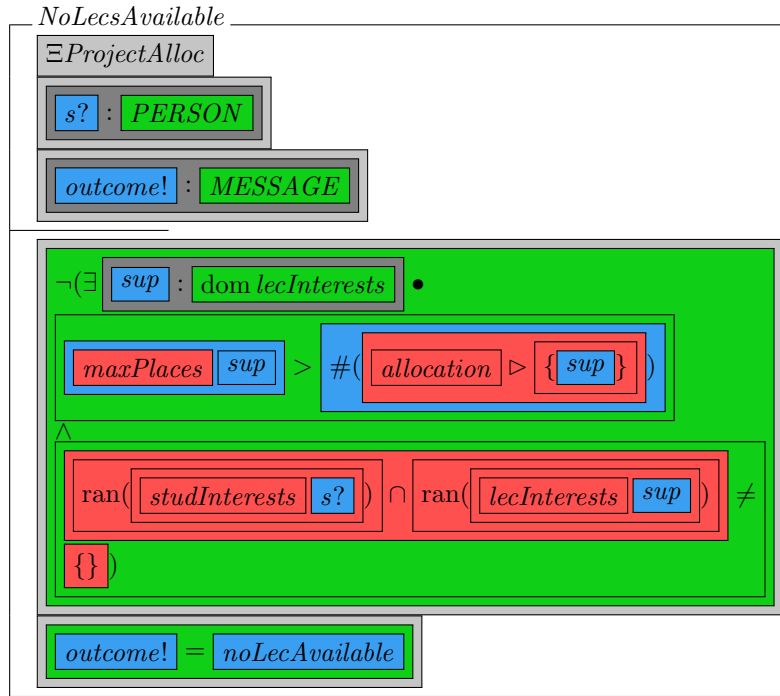 NoLecsAvailable
ΞProjectAlloc
s? : PERSON
outcome! : MESSAGE
¬(∃ sup : dom lecInterests •
maxPlaces sup > #(allocation ▷ {sup})
∧
ran(studInterests s?) ∩ ran(lecInterests sup) ≠
{})
outcome! = noLecAvailable